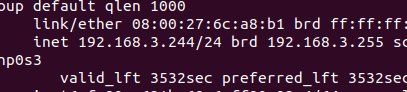 oup default qlen 1000
link/ether 08:00:27:6c:a8:b1 brd ff:ff:ff:
inet 192.168.3.244/24 brd 192.168.3.255 sc
np0s3
valid_lft 3532sec preferred_lft 3532sec